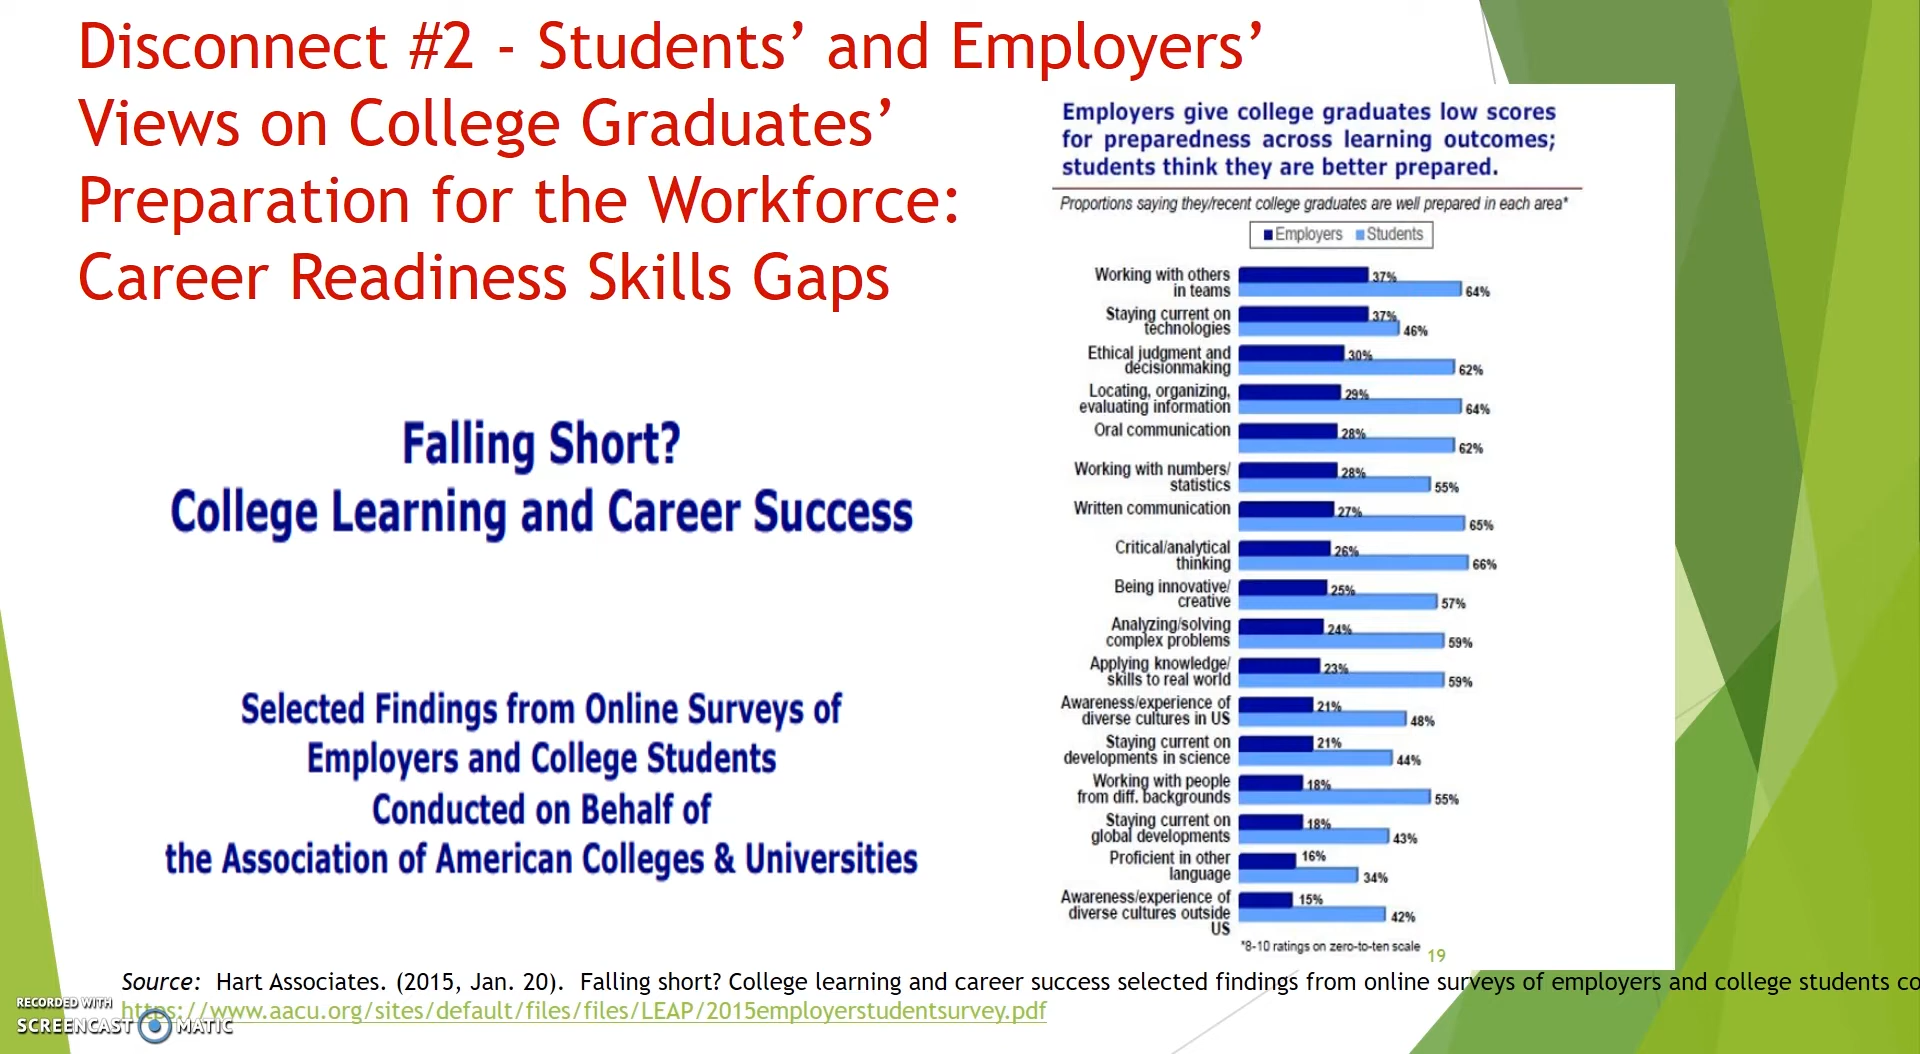 Disconnect #2 - Students’ and Employers’
Views on College Graduates’
Preparation for the Workforce:
Career Readiness Skills Gaps
Falling Short?
College Learning and Career Success
Selected Findings from Online Surveys of
Employers and College Students
Conducted on Behalf of
the Association of American Colleges & Universities
Employers give college graduates low scores
for preparedness across learning outcomes;
students think they are better prepared.
Proportions saying they/recent college graduates are well prepared in each area*
Employers Students
Working with others
in teams
37%
64%
Staying current on
technologies
37%
46%
Ethical judgment and
decisionmaking
30%
62%
Locating, organizing,
evaluating information
29%
64%
Oral communication
28%
62%
Working with numbers/
statistics
28%
55%
Written communication
27%
65%
Critical/analytical
thinking
26%
66%
Being innovative/
creative
25%
57%
Analyzing/solving
complex problems
24%
59%
Applying knowledge/
skills to real world
23%
59%
Awareness/experience of
diverse cultures in US
21%
48%
Staying current on
developments in science
21%
44%
Working with people
from diff. backgrounds
18%
55%
Staying current on
global developments
18%
43%
Proficient in other
language
16%
34%
Awareness/experience of
diverse cultures outside
US
15%
42%
*8-10 ratings on zero-to-ten scale
19
Source: Hart Associates. (2015, Jan. 20). Falling short? College learning and career success selected findings from online surveys of employers and college students co
https://www.aacu.org/sites/default/files/files/LEAP/2015employerstudentsurvey.pdf
RECORDED WITH
SCREENCAST MATIC